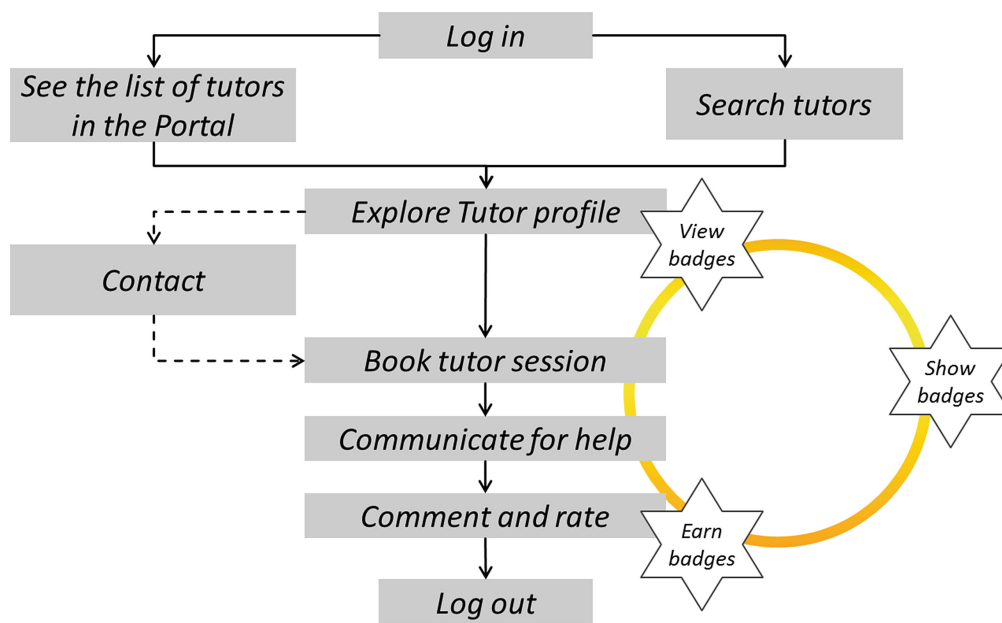 Log in
See the list of tutors
in the Portal
Search tutors
Explore Tutor profile
View
badges
Contact
Book tutor session
Show
badges
Communicate for help
Comment and rate
Earn
badges
Log out